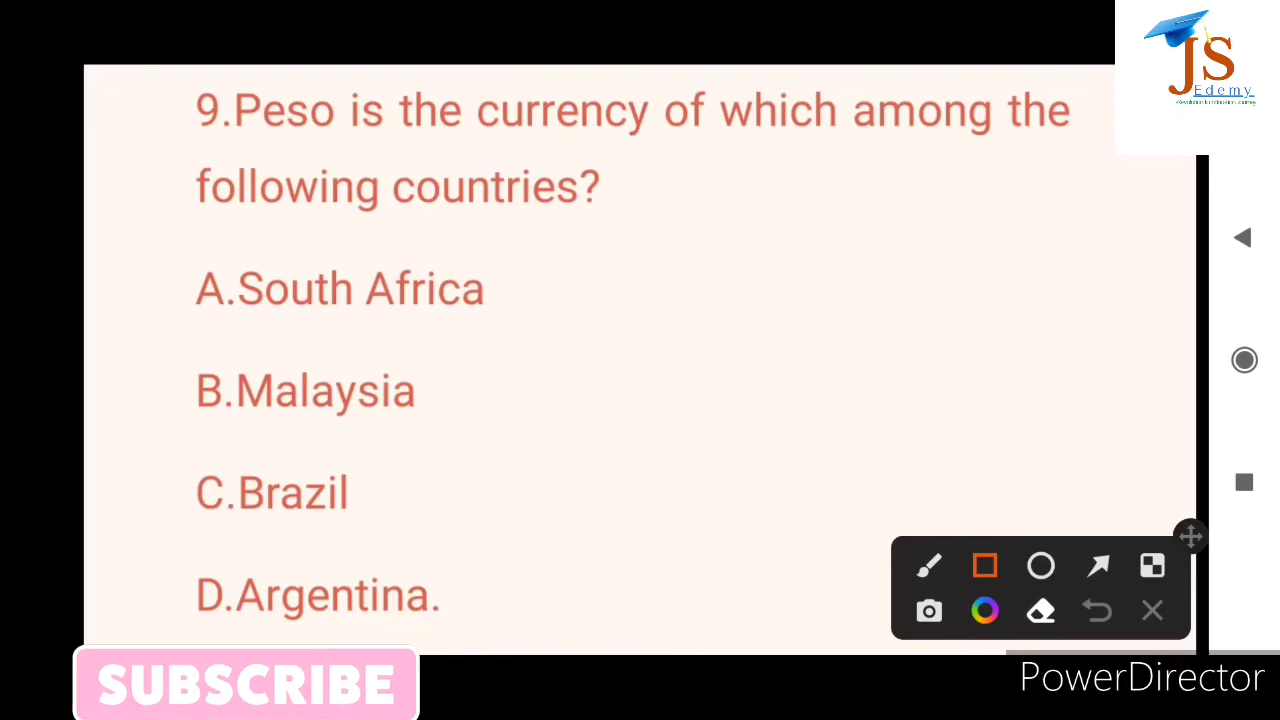 JS
Edemy
9.Peso is the currency of which among the
following countries?
A.South Africa
B.Malaysia
C.Brazil
D.Argentina.
SUBSCRIBE
PowerDirector